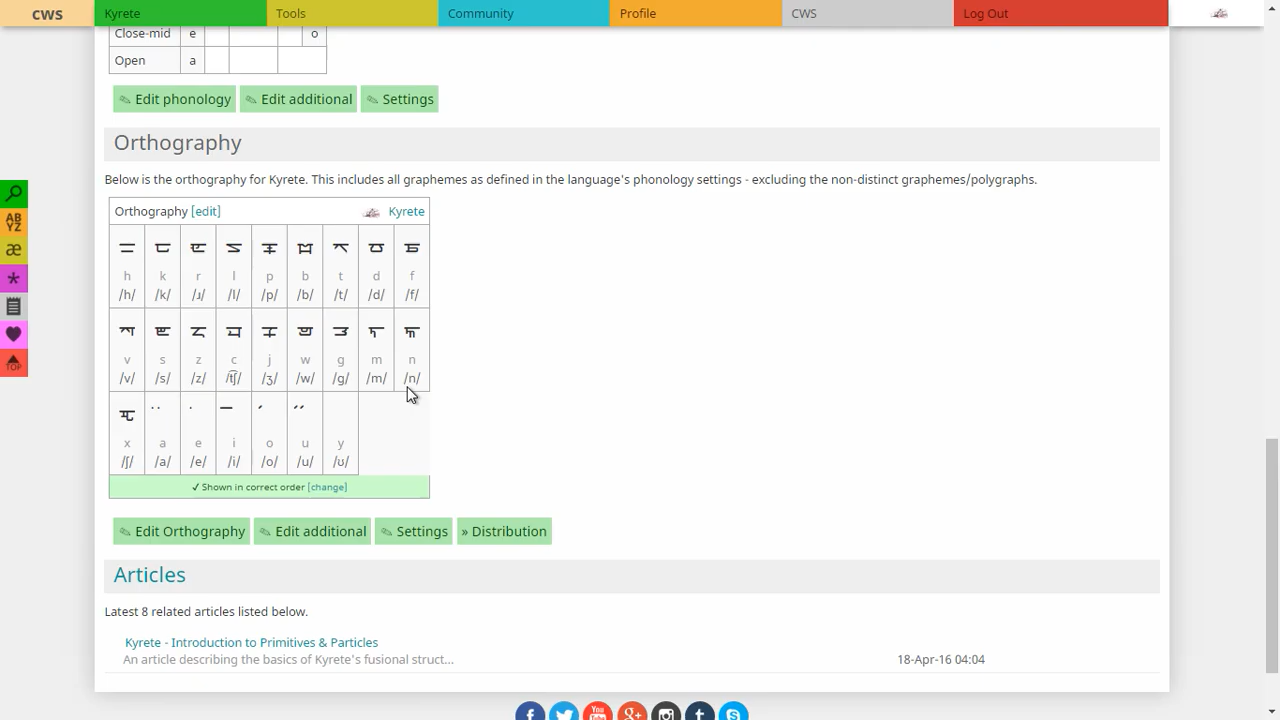 CWS Kyrete Tools Community Profile CWS Log Out
Close-mid e o
Open a
Edit phonology Edit additional Settings
Orthography
Below is the orthography for Kyrete. This includes all graphemes as defined in the language's phonology settings - excluding the non-distinct graphemes/polygraphs.
AB
YZ
Orthography [edit] Kyrete
æ
h k r l p b t d f
*
/h/ /k/ /ɹ/ /l/ /p/ /b/ /t/ /d/ /f/
v s z c j w g m n
TOP
/v/ /s/ /z/ /t͡ʃ/ /ʒ/ /w/ /g/ /m/ /n/
x a e i o u y
/ʃ/ /a/ /e/ /i/ /o/ /u/ /ʊ/
✓ Shown in correct order [change]
Edit Orthography Edit additional Settings » Distribution
Articles
Latest 8 related articles listed below.
Kyrete - Introduction to Primitives & Particles
An article describing the basics of Kyrete's fusional struct...
18-Apr-16 04:04